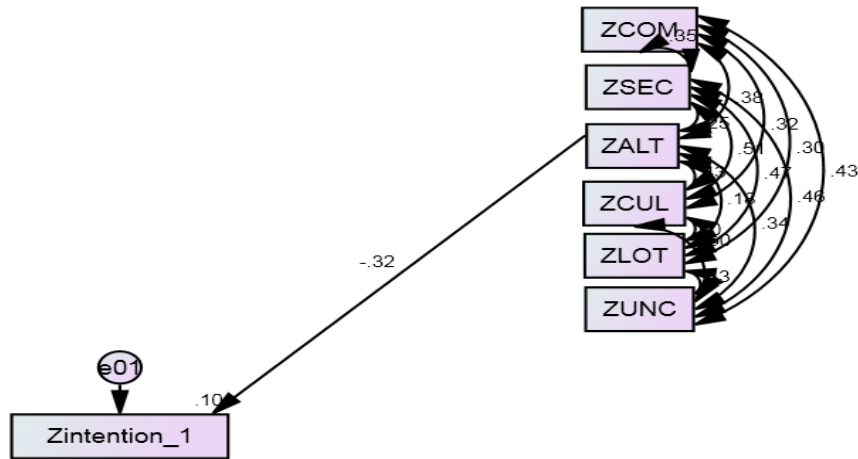 ZCOM
.35
ZSEC
.38
.25
.32
ZALT
.51
.30
.47
.43
ZCUL
.18
.46
.34
ZLOT
ZUNC
-.32
e01
.10
Zintention_1